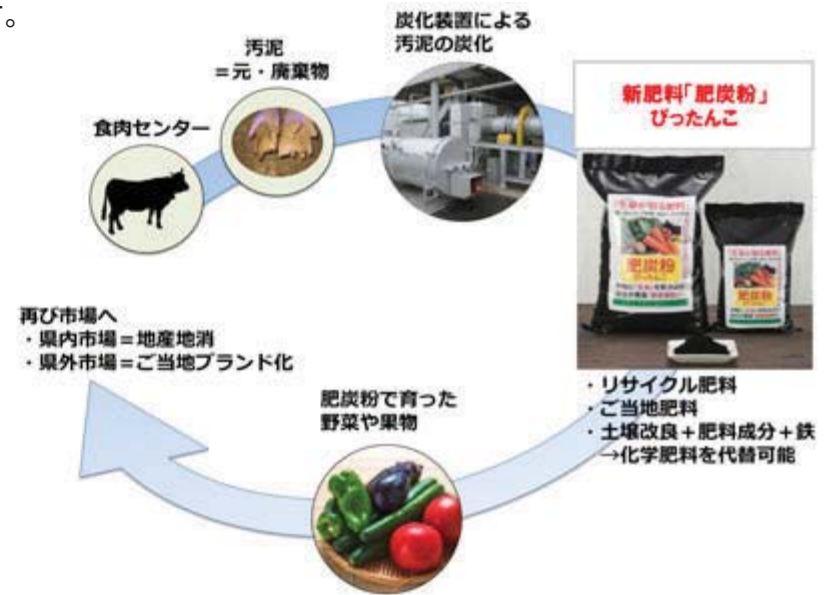 。
食肉センター
汚泥
=元・廃棄物
炭化装置による
汚泥の炭化
新肥料「肥炭粉」
ぴったんこ
肥炭粉
肥炭粉
・リサイクル肥料
・ご当地肥料
・土壌改良+肥料成分+鉄
→化学肥料を代替可能
肥炭粉で育った
野菜や果物
再び市場へ
・県内市場=地産地消
・県外市場=ご当地ブランド化